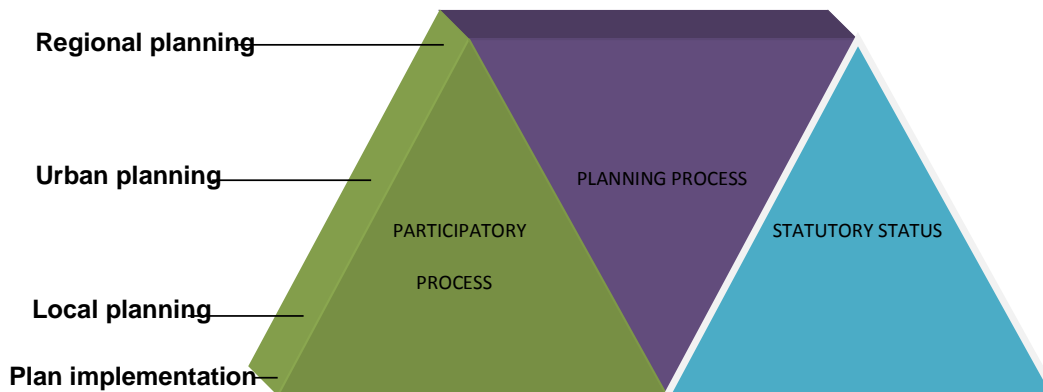 Regional planning
Urban planning
PLANNING PROCESS
PARTICIPATORY
PROCESS
STATUTORY STATUS
Local planning
Plan implementation